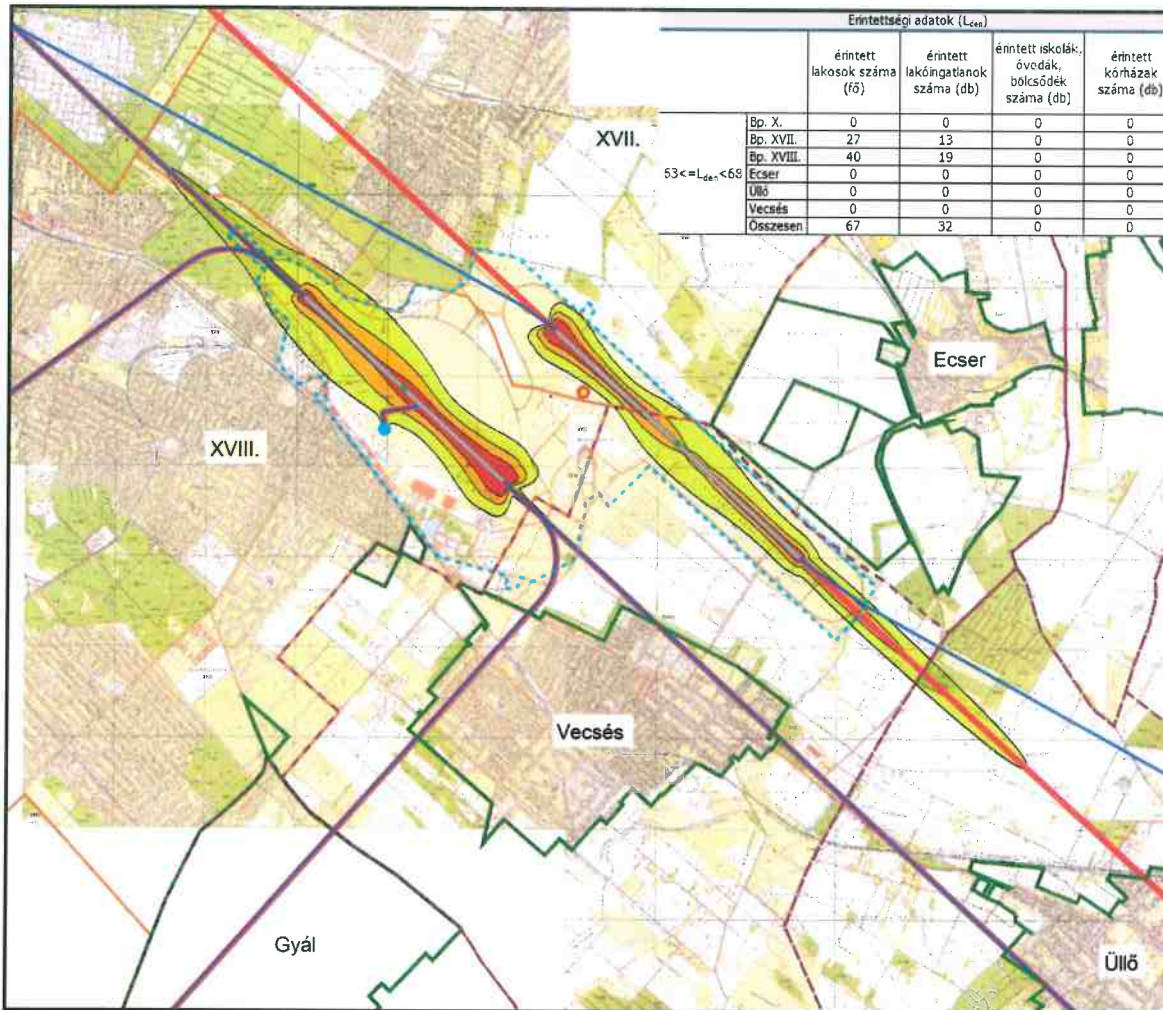 Érintettségi adatok (Lden)
érintett lakosok száma (fő)
érintett lakóingatlanok száma (db)
érintett iskolák, óvodák, bölcsődék száma (db)
érintett kórházak száma (db)
Bp. X. 0 0 0 0
Bp. XVII. 27 13 0 0
Bp. XVIII. 40 19 0 0
Ecser 0 0 0 0
Üllő 0 0 0 0
Vecsés 0 0 0 0
Összesen 67 32 0 0
XVII.
Ecser
XVIII.
Vecsés
Gyál
Üllő